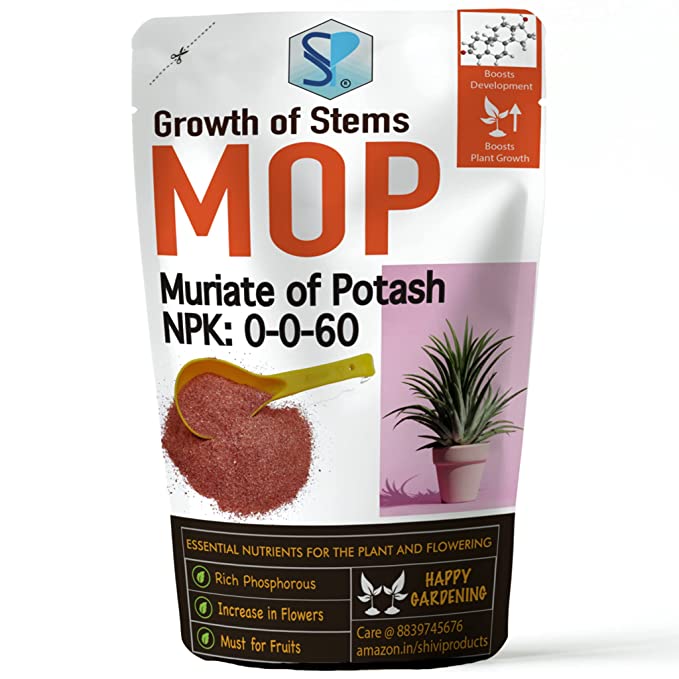 SP®
Boosts
Development
Boosts
Plant Growth
Growth of Stems
MOP
Muriate of Potash
NPK: 0-0-60
ESSENTIAL NUTRIENTS FOR THE PLANT AND FLOWERING
Rich Phosphorous
Increase in Flowers
Must for Fruits
HAPPY
GARDENING
Care @ 8839745676
amazon.in/shiviproducts